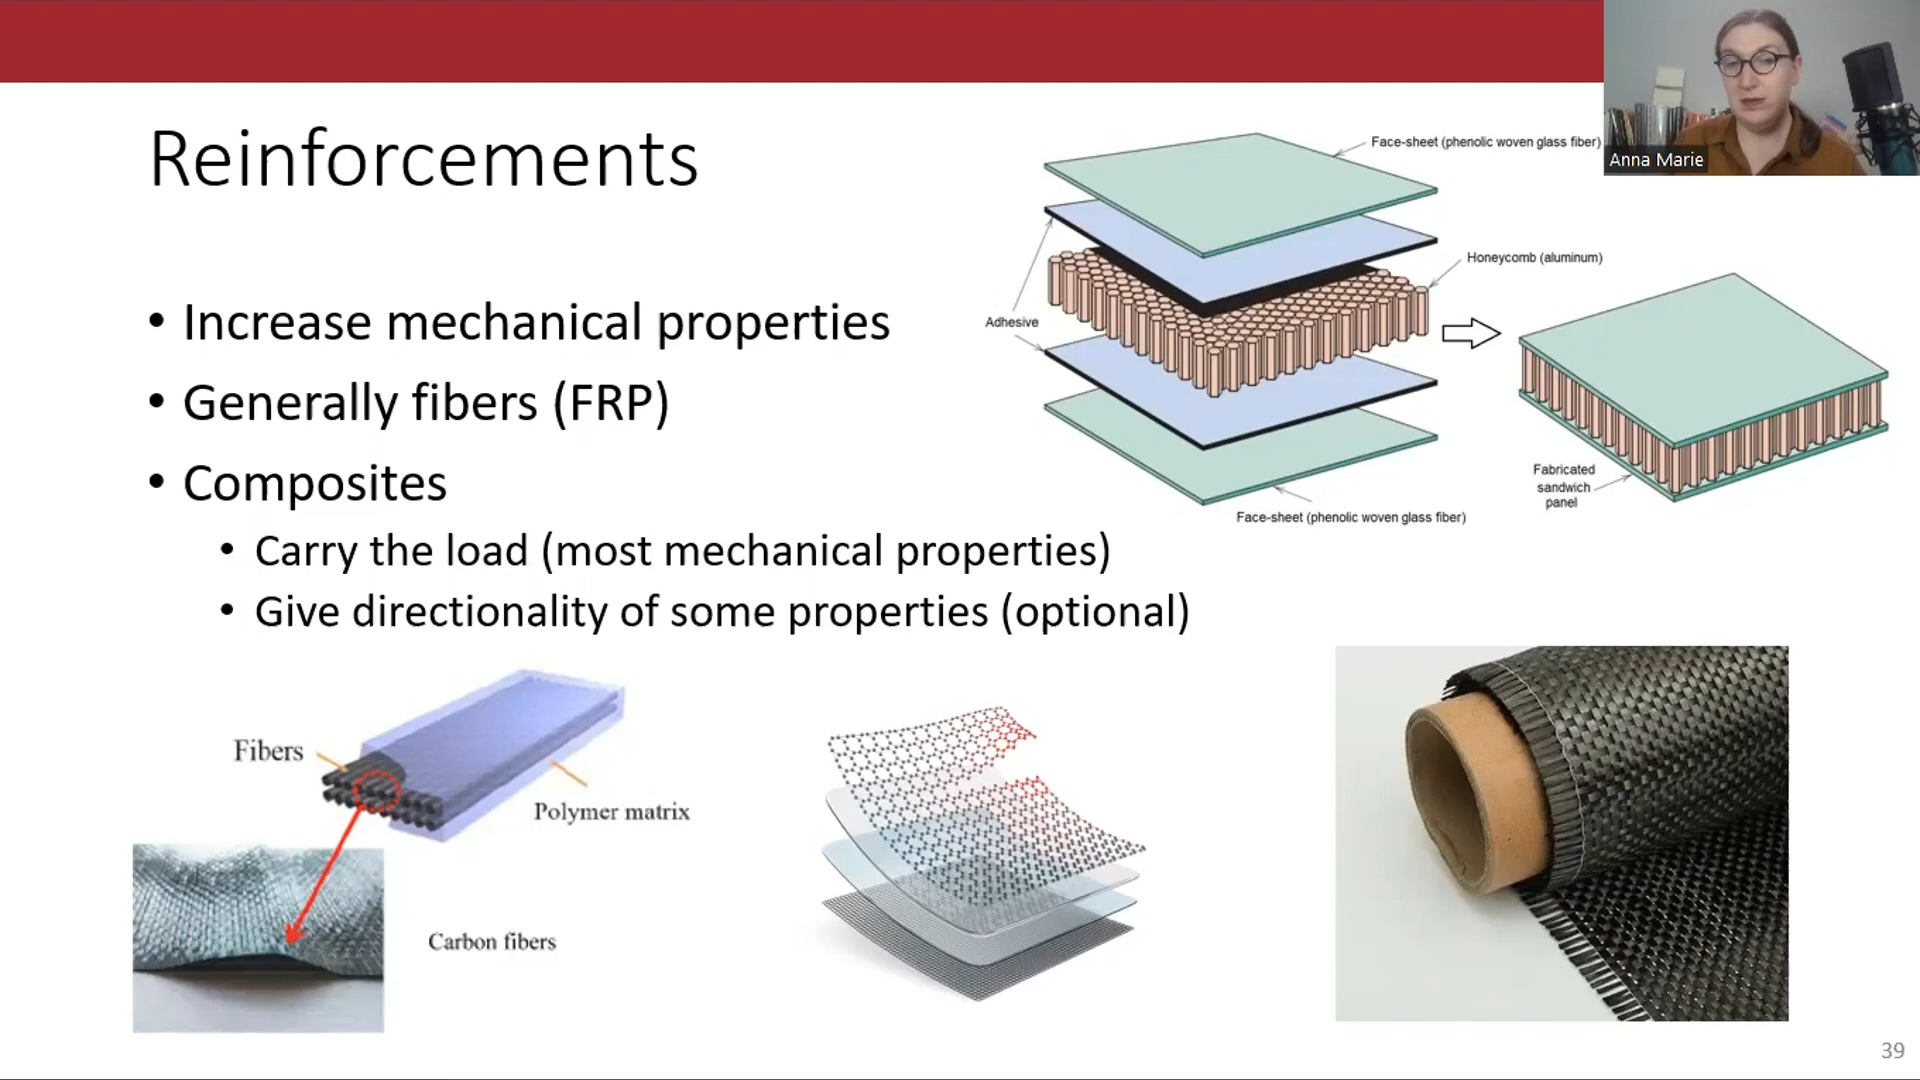 Anna Marie
Reinforcements
• Increase mechanical properties
• Generally fibers (FRP)
• Composites
• Carry the load (most mechanical properties)
• Give directionality of some properties (optional)
Face-sheet (phenolic woven glass fiber)
Honeycomb (aluminum)
Adhesive
Fabricated
sandwich
panel
Face-sheet (phenolic woven glass fiber)
Fibers
Polymer matrix
Carbon fibers
39